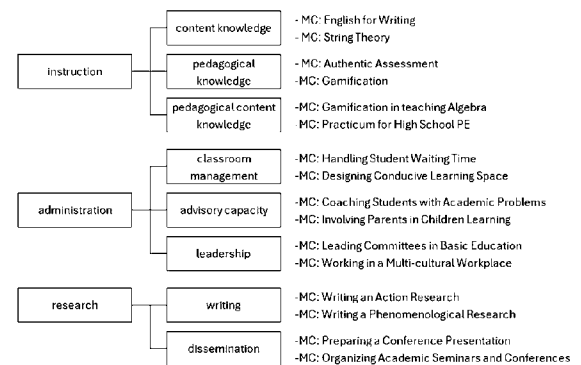 content knowledge
- MC: English for Writing
- MC: String Theory
instruction
pedagogical
knowledge
- MC: Authentic Assessment
-MC: Gamification
pedagogical content
knowledge
-MC: Gamification in teaching Algebra
-MC: Practicum for High School PE
classroom
management
-MC: Handling Student Waiting Time
-MC: Designing Conducive Learning Space
administration
advisory capacity
-MC: Coaching Students with Academic Problems
-MC: Involving Parents in Children Learning
leadership
-MC: Leading Committees in Basic Education
-MC: Working in a Multi-cultural Workplace
research
writing
-MC: Writing an Action Research
-MC: Writing a Phenomenological Research
dissemination
-MC: Preparing a Conference Presentation
-MC: Organizing Academic Seminars and Conferences